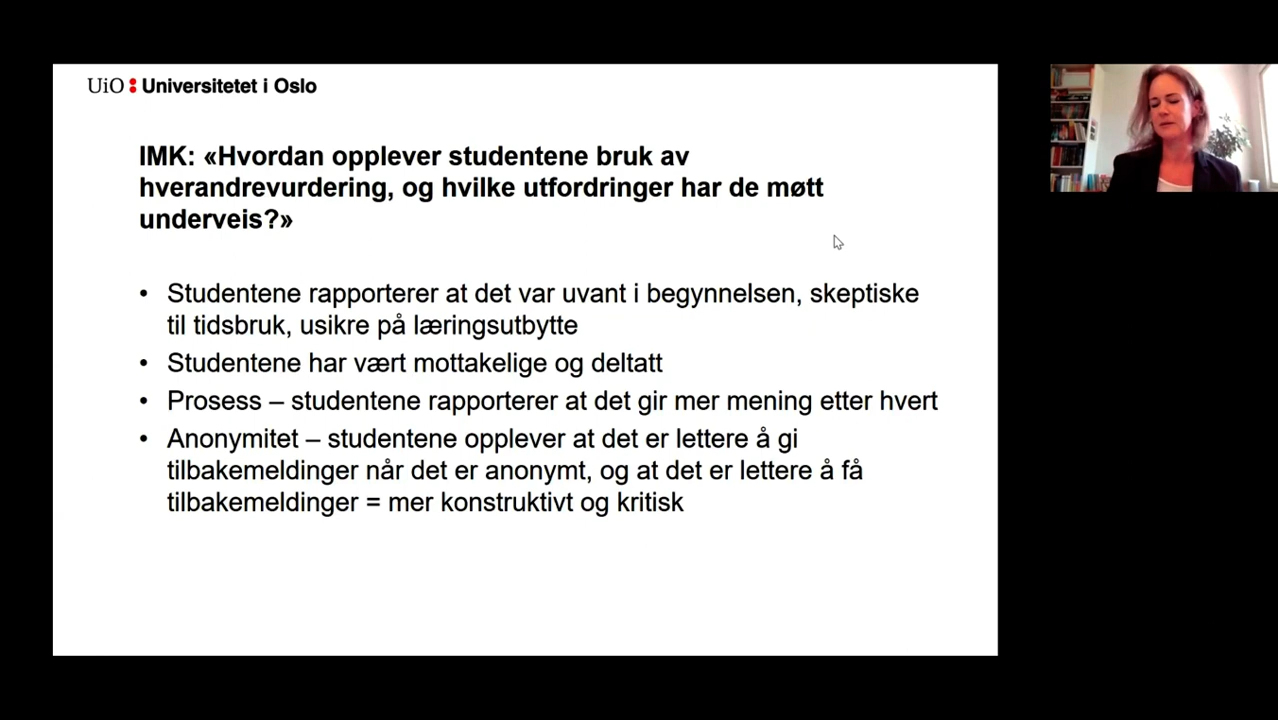 UiO Universitetet i Oslo
IMK: «Hvordan opplever studentene bruk av
hverandrevurdering, og hvilke utfordringer har de møtt
underveis?»
• Studentene rapporterer at det var uvant i begynnelsen, skeptiske
til tidsbruk, usikre på læringsutbytte
• Studentene har vært mottakelige og deltatt
• Prosess – studentene rapporterer at det gir mer mening etter hvert
• Anonymitet – studentene opplever at det er lettere å gi
tilbakemeldinger når det er anonymt, og at det er lettere å få
tilbakemeldinger = mer konstruktivt og kritisk